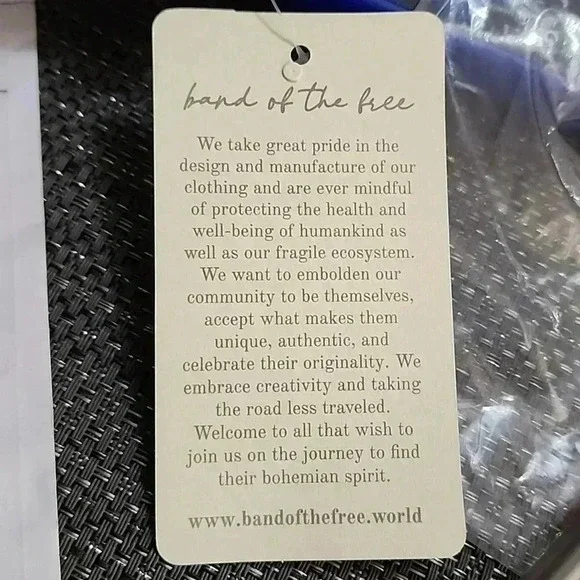 band of the free
We take great pride in the
design and manufacture of our
clothing and are ever mindful
of protecting the health and
well-being of humankind as
well as our fragile ecosystem.
We want to embolden our
community to be themselves,
accept what makes them
unique, authentic, and
celebrate their originality. We
embrace creativity and taking
the road less traveled.
Welcome to all that wish to
join us on the journey to find
their bohemian spirit.
www.bandofthefree.world